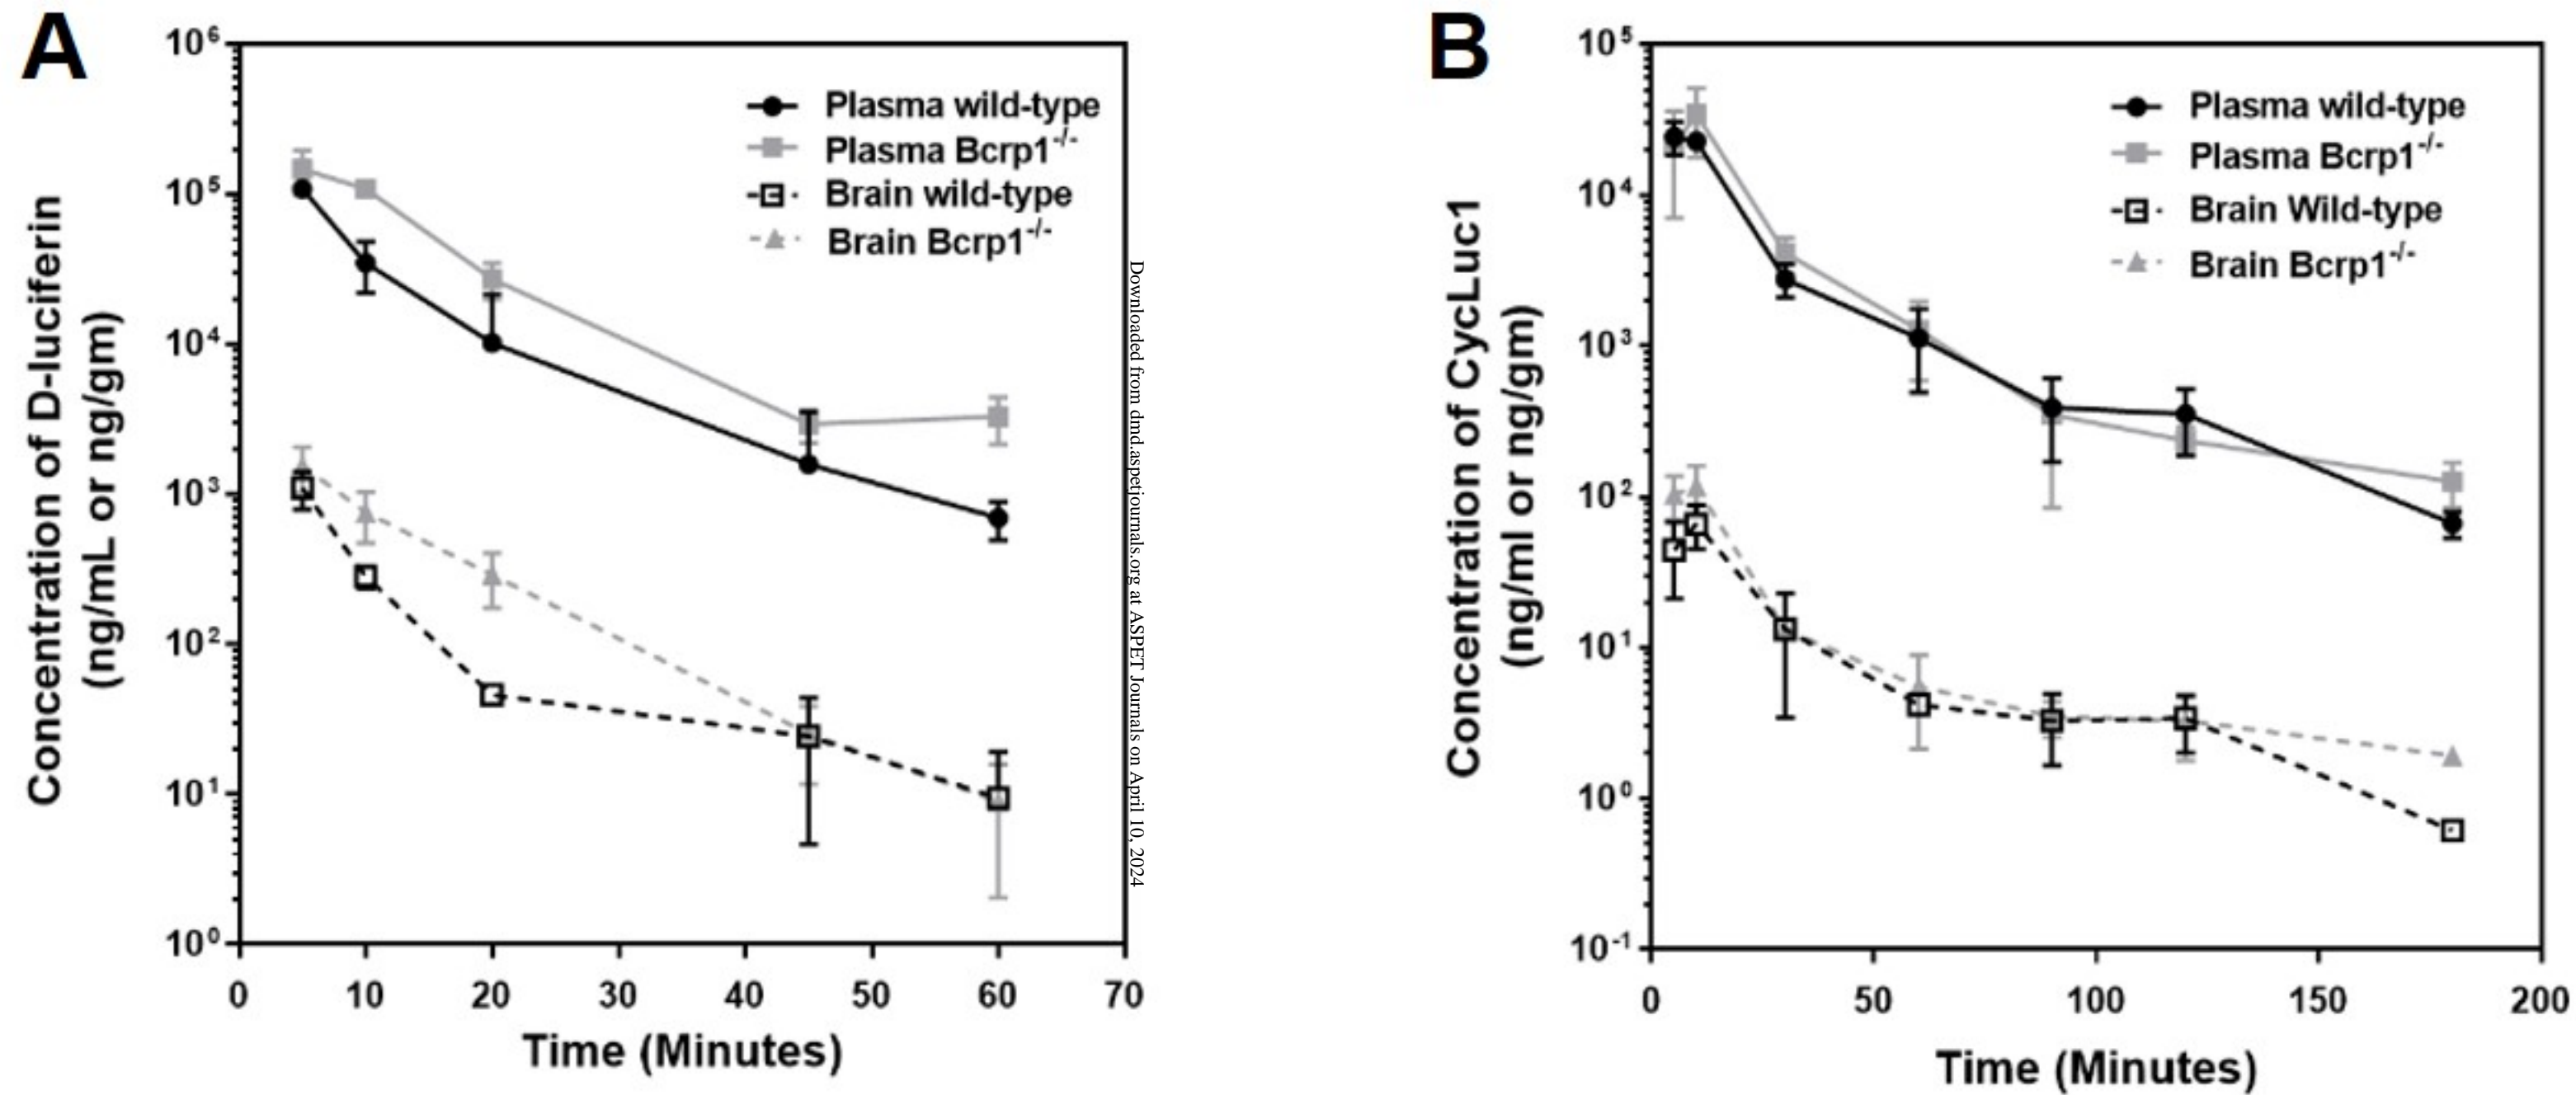 A
10⁶
10⁵
10⁴
10³
10²
10¹
10⁰
Concentration of D-luciferin
(ng/mL or ng/gm)
Plasma wild-type
Plasma Bcrp1⁻/⁻
Brain wild-type
Brain Bcrp1⁻/⁻
0 10 20 30 40 50 60 70
Time (Minutes)
Downloaded from dmd.aspetjournals.org at ASPET Journals on April 10, 2024
B
10⁵
10⁴
10³
10²
10¹
10⁰
10⁻¹
Concentration of CycLuc1
(ng/ml or ng/gm)
Plasma wild-type
Plasma Bcrp1⁻/⁻
Brain Wild-type
Brain Bcrp1⁻/⁻
0 50 100 150 200
Time (Minutes)